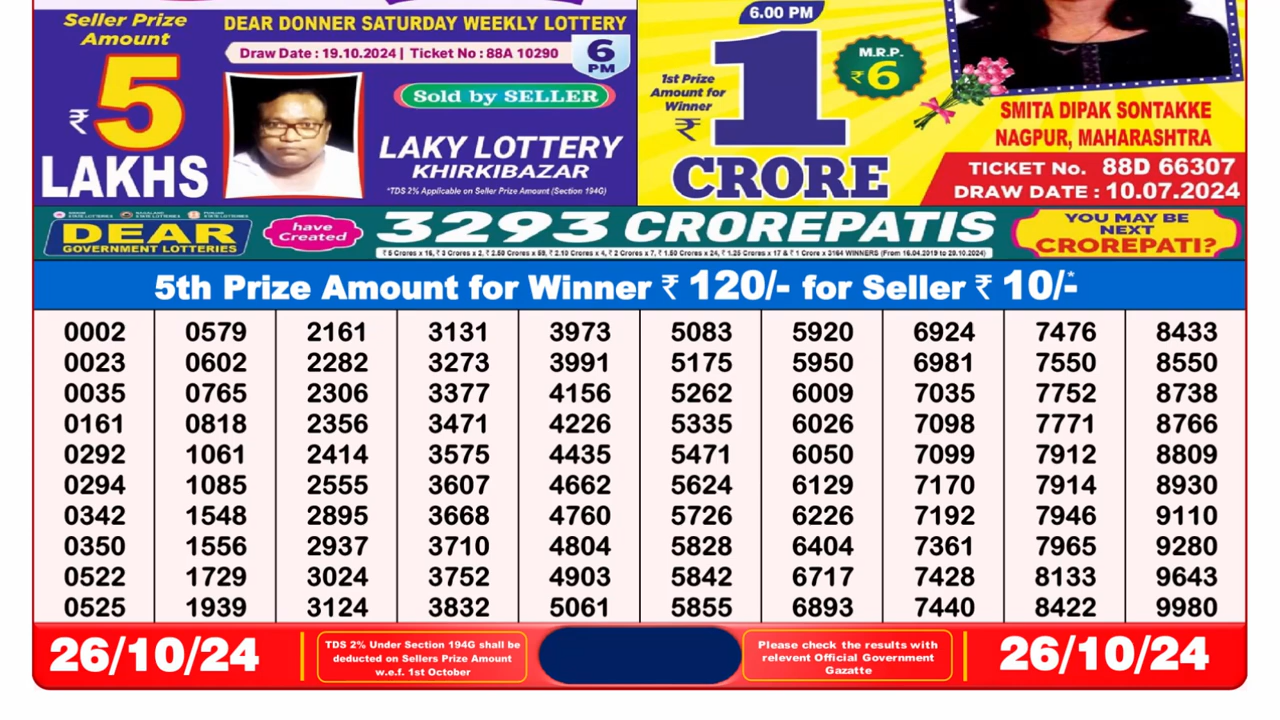 Seller Prize
Amount
₹5
LAKHS
DEAR DONNER SATURDAY WEEKLY LOTTERY
Draw Date : 19.10.2024 | Ticket No : 88A 10290
6
PM
Sold by SELLER
LAKY LOTTERY
KHIRKIBAZAR
*TDS 2% Applicable on Seller Prize Amount (Section 194G)
6.00 PM
1st Prize
Amount for
Winner
₹1
CRORE
M.R.P.
₹6
SMITA DIPAK SONTAKKE
NAGPUR, MAHARASHTRA
TICKET No. 88D 66307
DRAW DATE : 10.07.2024
DEAR
GOVERNMENT LOTTERIES
have
Created
3293 CROREPATIS
YOU MAY BE
NEXT
CROREPATI?
5th Prize Amount for Winner ₹ 120/- for Seller ₹ 10/-*
0002 0579 2161 3131 3973 5083 5920 6924 7476 8433
0023 0602 2282 3273 3991 5175 5950 6981 7550 8550
0035 0765 2306 3377 4156 5262 6009 7035 7752 8738
0161 0818 2356 3471 4226 5335 6026 7098 7771 8766
0292 1061 2414 3575 4435 5471 6050 7099 7912 8809
0294 1085 2555 3607 4662 5624 6129 7170 7914 8930
0342 1548 2895 3668 4760 5726 6226 7192 7946 9110
0350 1556 2937 3710 4804 5828 6404 7361 7965 9280
0522 1729 3024 3752 4903 5842 6717 7428 8133 9643
0525 1939 3124 3832 5061 5855 6893 7440 8422 9980
26/10/24
TDS 2% Under Section 194G shall be
deducted on Sellers Prize Amount
w.e.f. 1st October
Please check the results with
relevent Official Government
Gazatte
26/10/24